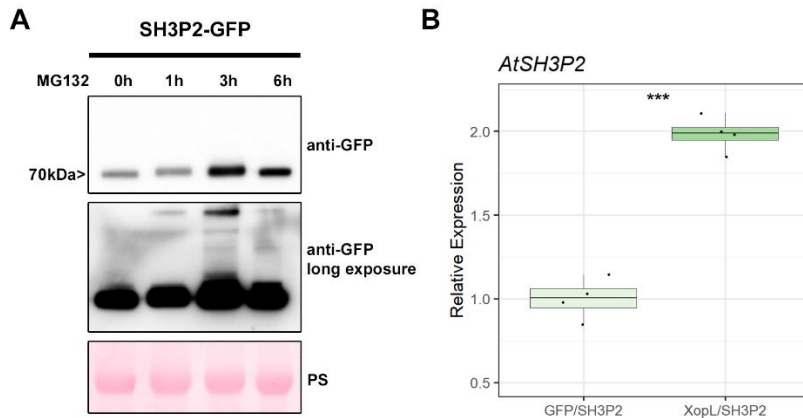 A
SH3P2-GFP
MG132 0h 1h 3h 6h
anti-GFP
70kDa>
anti-GFP
long exposure
PS
B
AtSH3P2
***
Relative Expression
2.0
1.5
1.0
0.5
GFP/SH3P2 XopL/SH3P2